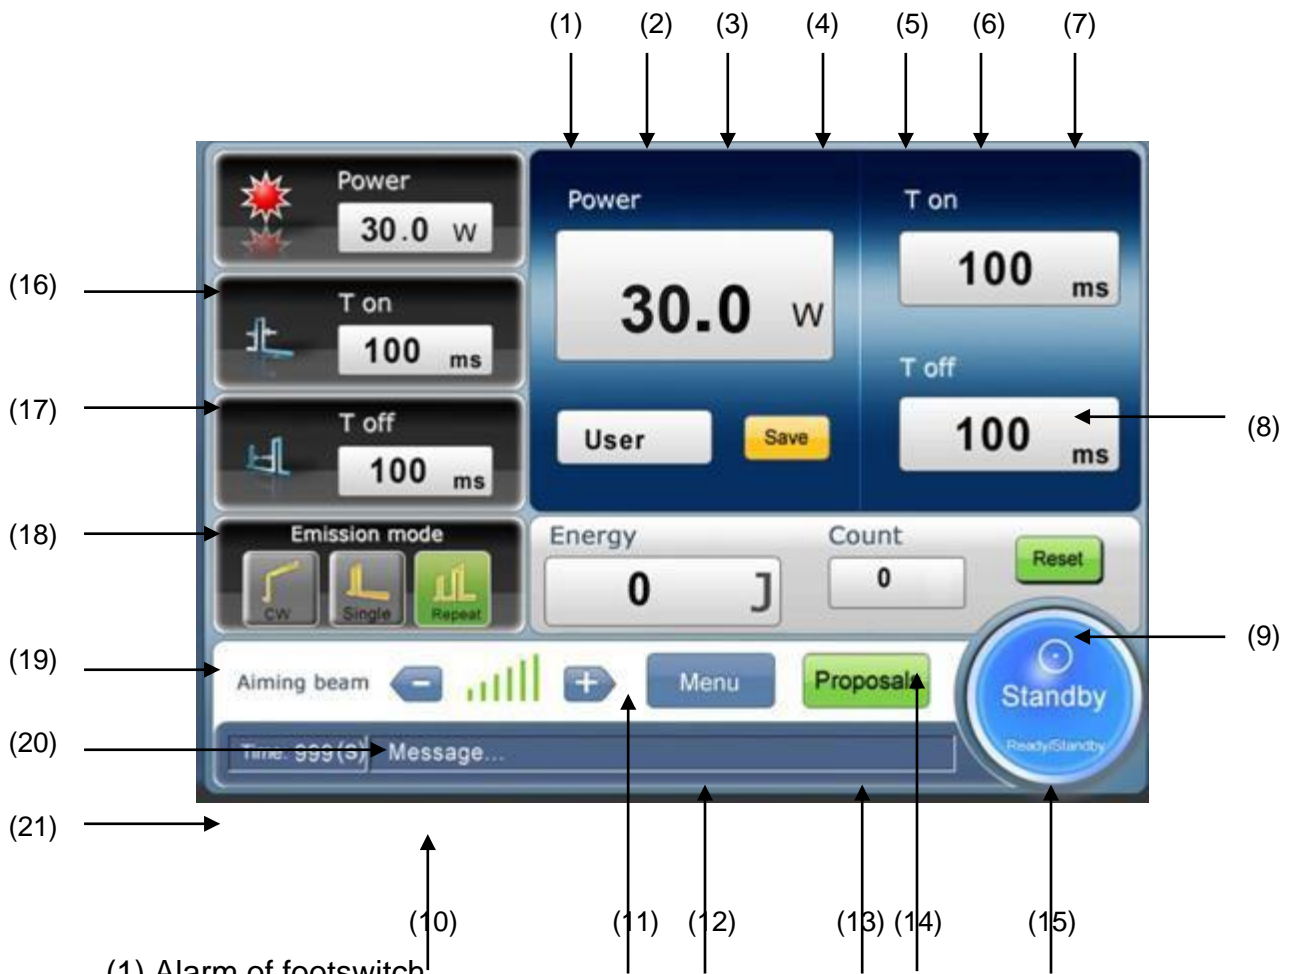 (1) (2) (3) (4) (5) (6) (7)
Power
30.0 W
Power
30.0 W
T on
100 ms
(16)
T on
100 ms
T off
100 ms
(17)
T off
100 ms
User
Save
(8)
(18)
Emission mode
CW
Single
Repeat
Energy
0 J
Count
0
Reset
(9)
(19)
Aiming beam
-
+
Menu
Proposals
Standby
Ready/Standby
(20)
Time: 999(S)
Message...
(21)
(10) (11) (12) (13) (14) (15)
(1) Alarm of footswitch